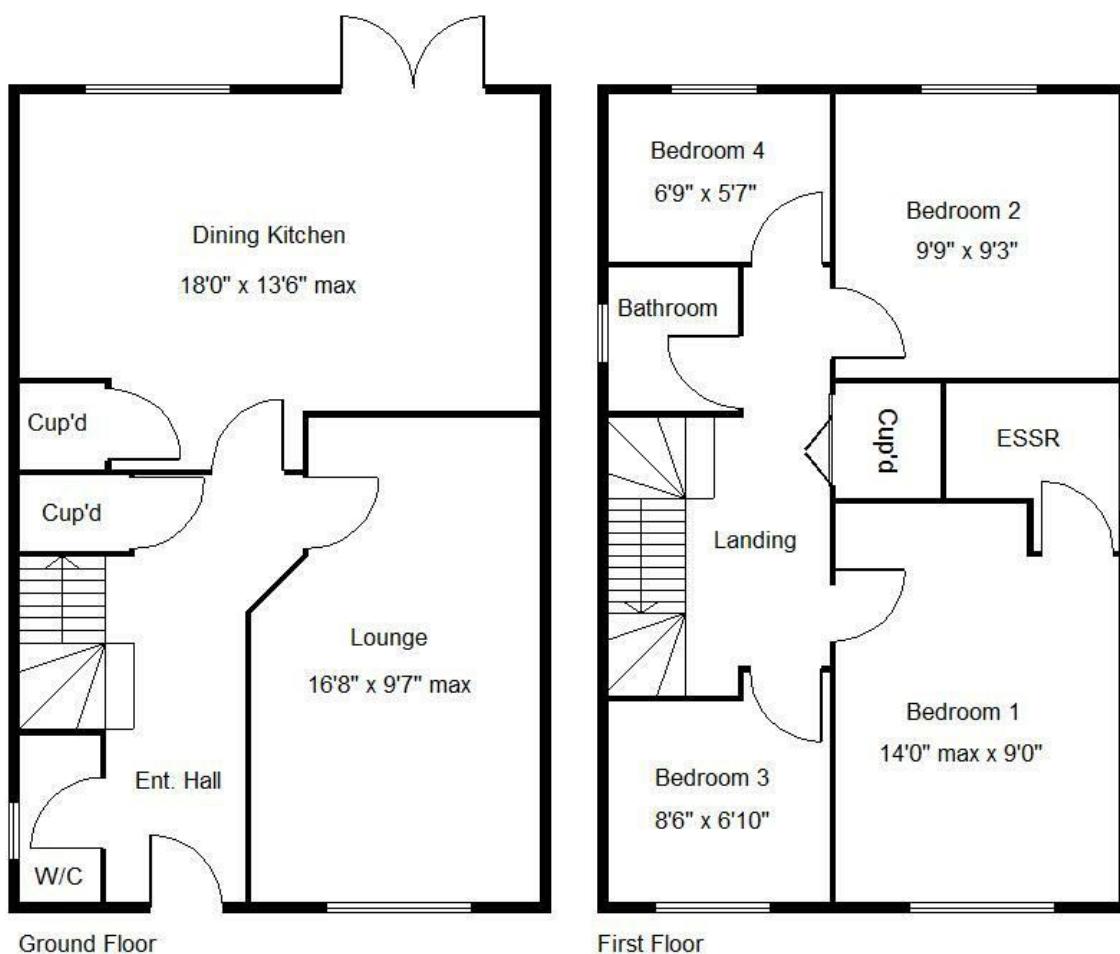 Dining Kitchen
18'0" x 13'6" max
Cup'd
Cup'd
Lounge
16'8" x 9'7" max
Ent. Hall
W/C
Ground Floor
Bedroom 4
6'9" x 5'7"
Bedroom 2
9'9" x 9'3"
Bathroom
Cup'd
ESSR
Landing
Bedroom 1
14'0" max x 9'0"
Bedroom 3
8'6" x 6'10"
First Floor